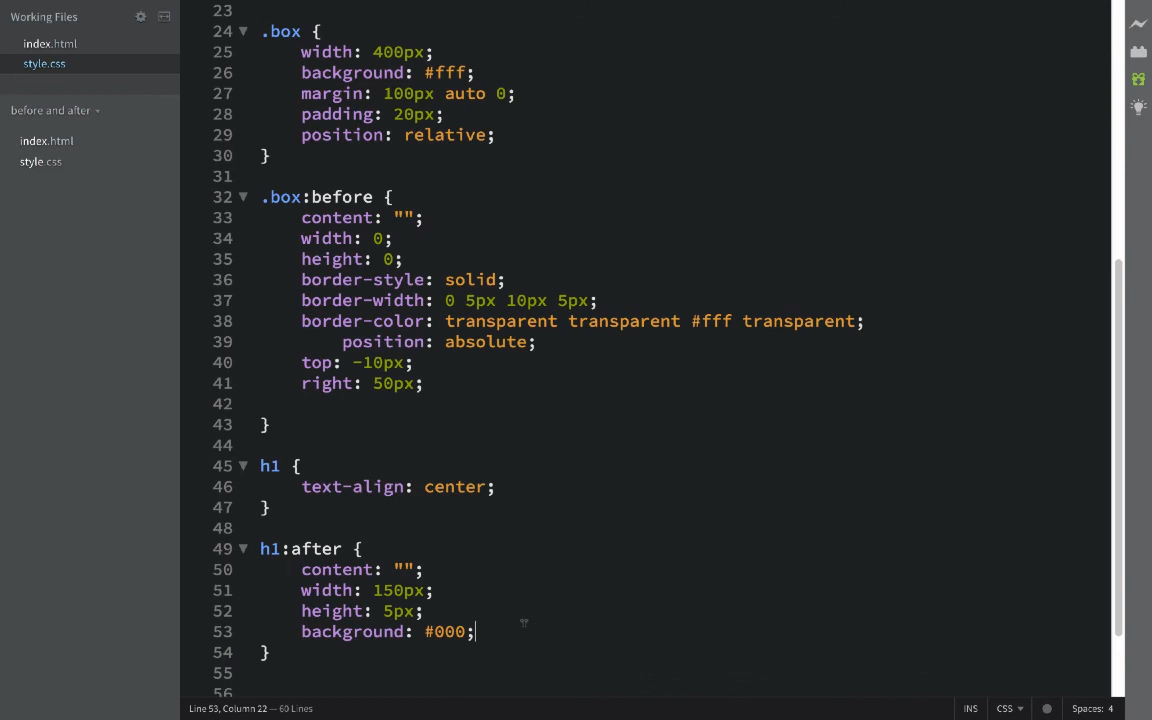 Working Files
index.html
style.css
before and after
index.html
style.css
23
24 .box {
25 width: 400px;
26 background: #fff;
27 margin: 100px auto 0;
28 padding: 20px;
29 position: relative;
30 }
31
32 .box:before {
33 content: "";
34 width: 0;
35 height: 0;
36 border-style: solid;
37 border-width: 0 5px 10px 5px;
38 border-color: transparent transparent #fff transparent;
39 position: absolute;
40 top: -10px;
41 right: 50px;
42
43 }
44
45 h1 {
46 text-align: center;
47 }
48
49 h1:after {
50 content: "";
51 width: 150px;
52 height: 5px;
53 background: #000;
54 }
55
56
Line 53, Column 22 — 60 Lines
INS CSS Spaces: 4